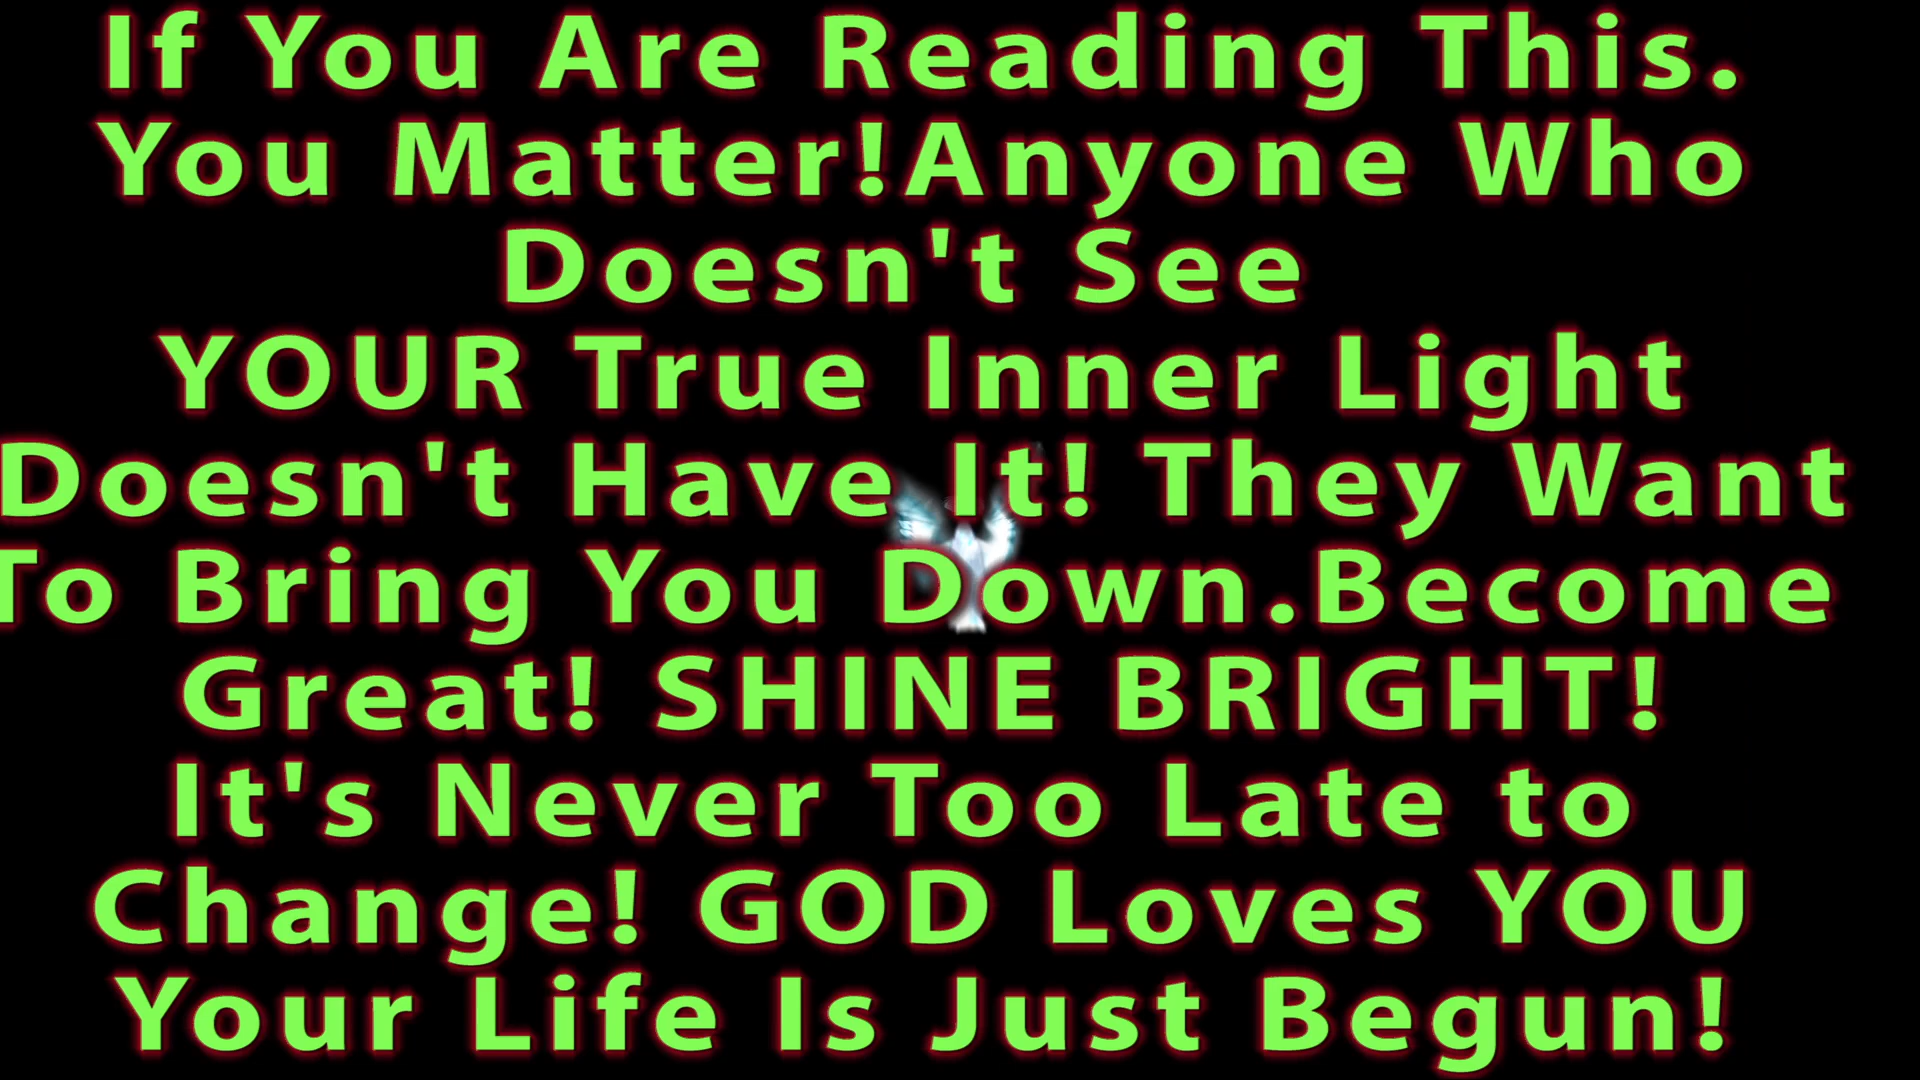 If You Are Reading This.
You Matter!Anyone Who
Doesn't See
YOUR True Inner Light
Doesn't Have It! They Want
To Bring You Down.Become
Great! SHINE BRIGHT!
It's Never Too Late to
Change! GOD Loves YOU
Your Life Is Just Begun!